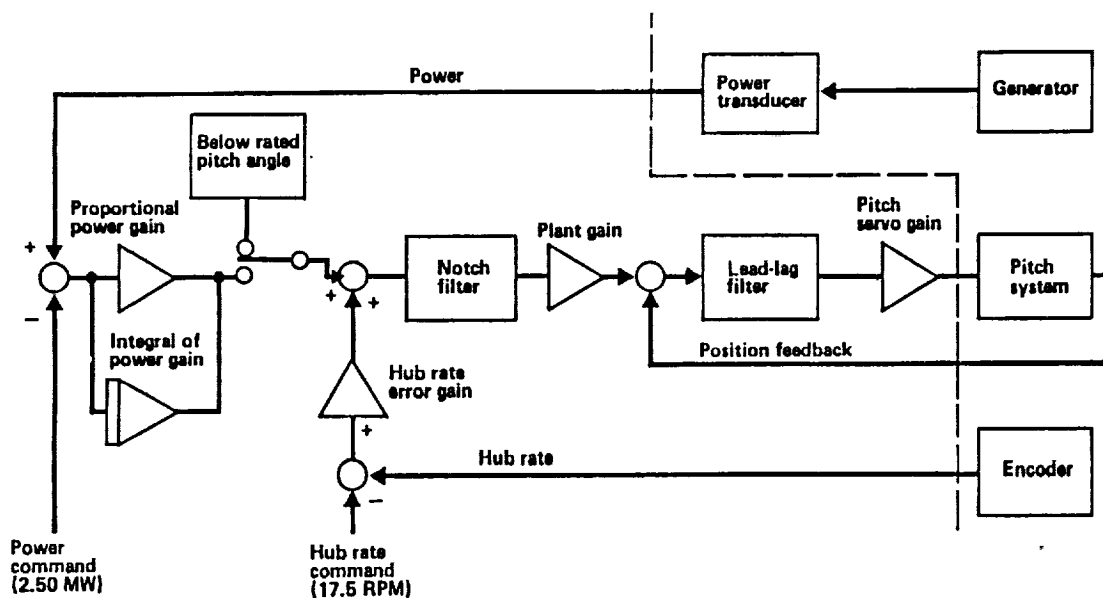 Power
Power
transducer
Generator
Below rated
pitch angle
Proportional
power gain
+
−
Integral of
power gain
+
+
Notch
filter
Plant gain
Lead-lag
filter
Pitch
servo gain
Pitch
system
Position feedback
Hub rate
error gain
+
−
Hub rate
Encoder
Power
command
(2.50 MW)
Hub rate
command
(17.5 RPM)